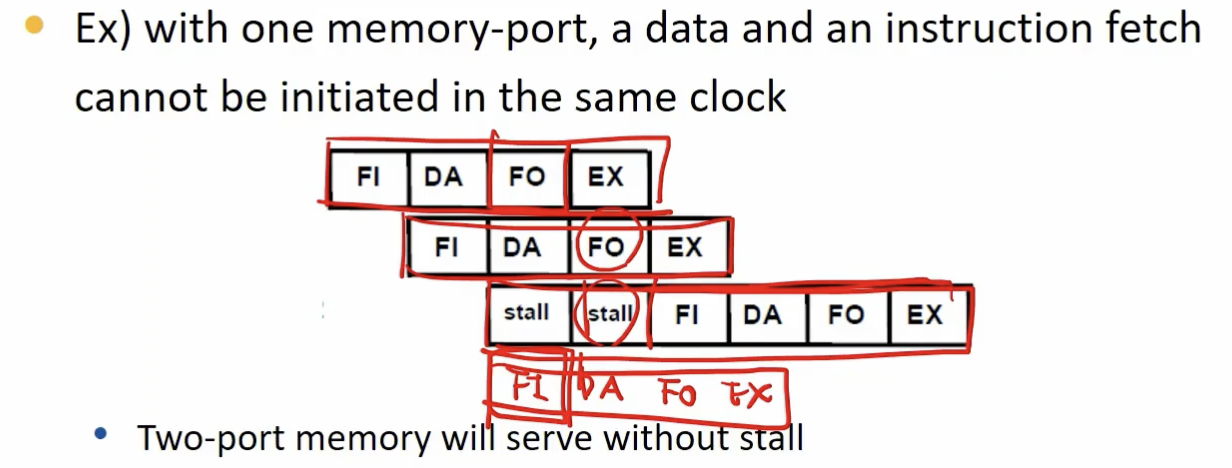 Ex) with one memory-port, a data and an instruction fetch
cannot be initiated in the same clock
FI DA FO EX
FI DA FO EX
stall stall FI DA FO EX
FI DA FO EX
Two-port memory will serve without stall